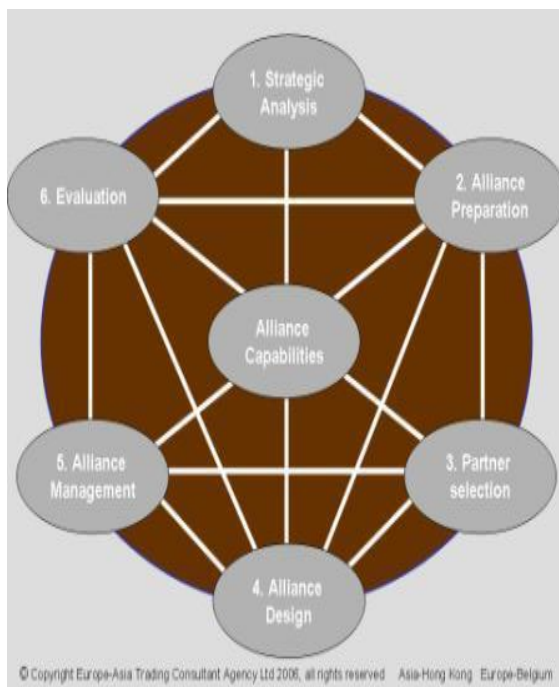 1. Strategic
Analysis
2. Alliance
Preparation
6. Evaluation
Alliance
Capabilities
3. Partner
selection
5. Alliance
Management
4. Alliance
Design
© Copyright Europe-Asia Trading Consultant Agency Ltd 2006, all rights reserved Asia-Hong Kong Europe-Belgium